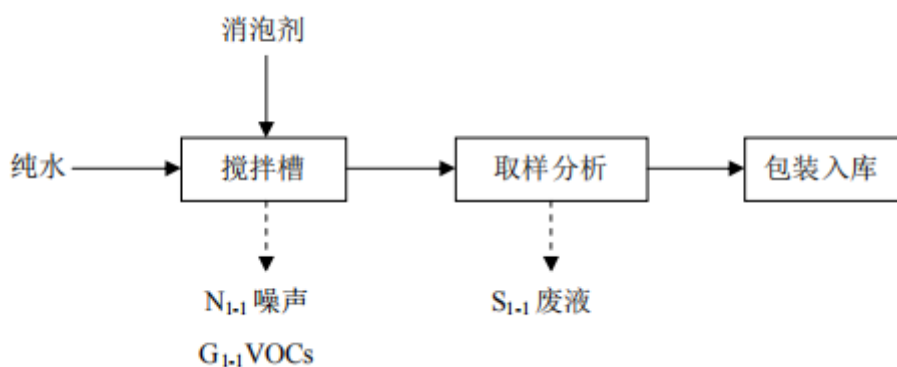 消泡剂
纯水
搅拌槽
取样分析
包装入库
N₁₋₁ 噪声
S₁₋₁ 废液
G₁₋₁VOCs